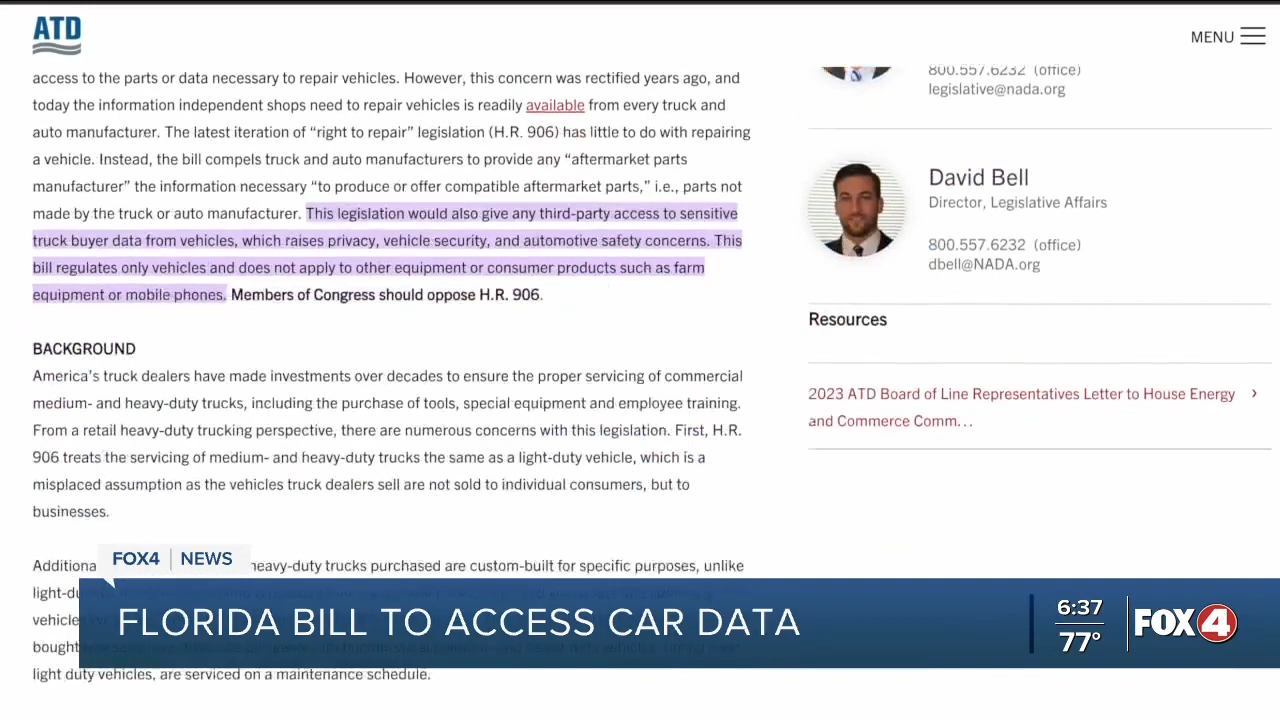 ATD
MENU
access to the parts or data necessary to repair vehicles. However, this concern was rectified years ago, and
today the information independent shops need to repair vehicles is readily available from every truck and
auto manufacturer. The latest iteration of “right to repair” legislation (H.R. 906) has little to do with repairing
a vehicle. Instead, the bill compels truck and auto manufacturers to provide any “aftermarket parts
manufacturer” the information necessary “to produce or offer compatible aftermarket parts,” i.e., parts not
made by the truck or auto manufacturer. This legislation would also give any third-party access to sensitive
truck buyer data from vehicles, which raises privacy, vehicle security, and automotive safety concerns. This
bill regulates only vehicles and does not apply to other equipment or consumer products such as farm
equipment or mobile phones. Members of Congress should oppose H.R. 906.
BACKGROUND
America’s truck dealers have made investments over decades to ensure the proper servicing of commercial
medium- and heavy-duty trucks, including the purchase of tools, special equipment and employee training.
From a retail heavy-duty trucking perspective, there are numerous concerns with this legislation. First, H.R.
906 treats the servicing of medium- and heavy-duty trucks the same as a light-duty vehicle, which is a
misplaced assumption as the vehicles truck dealers sell are not sold to individual consumers, but to
businesses.
Additiona heavy-duty trucks purchased are custom-built for specific purposes, unlike
light-du
vehicle
bought
light duty vehicles, are serviced on a maintenance schedule.
800.557.6232 (office)
legislative@nada.org
David Bell
Director, Legislative Affairs
800.557.6232 (office)
dbell@NADA.org
Resources
2023 ATD Board of Line Representatives Letter to House Energy
and Commerce Comm...
FOX4 NEWS
FLORIDA BILL TO ACCESS CAR DATA
6:37
77°
FOX 4